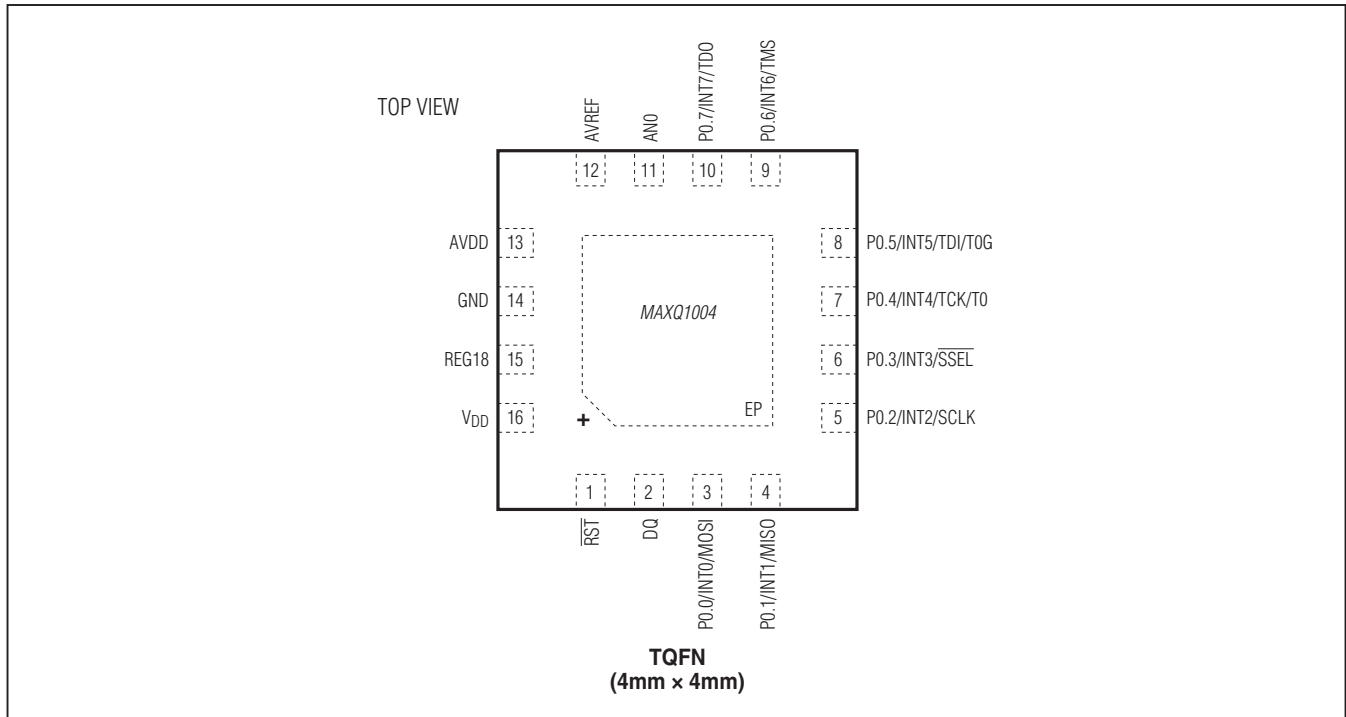 TOP VIEW
AVREF
AN0
P0.7/INT7/TDO
P0.6/INT6/TMS
12
11
10
9
AVDD 13
8 P0.5/INT5/TDI/T0G
GND 14
7 P0.4/INT4/TCK/T0
MAXQ1004
REG18 15
6 P0.3/INT3/SSEL
VDD 16
+
EP
5 P0.2/INT2/SCLK
1
2
3
4
RST
DQ
P0.0/INT0/MOSI
P0.1/INT1/MISO
TQFN
(4mm × 4mm)